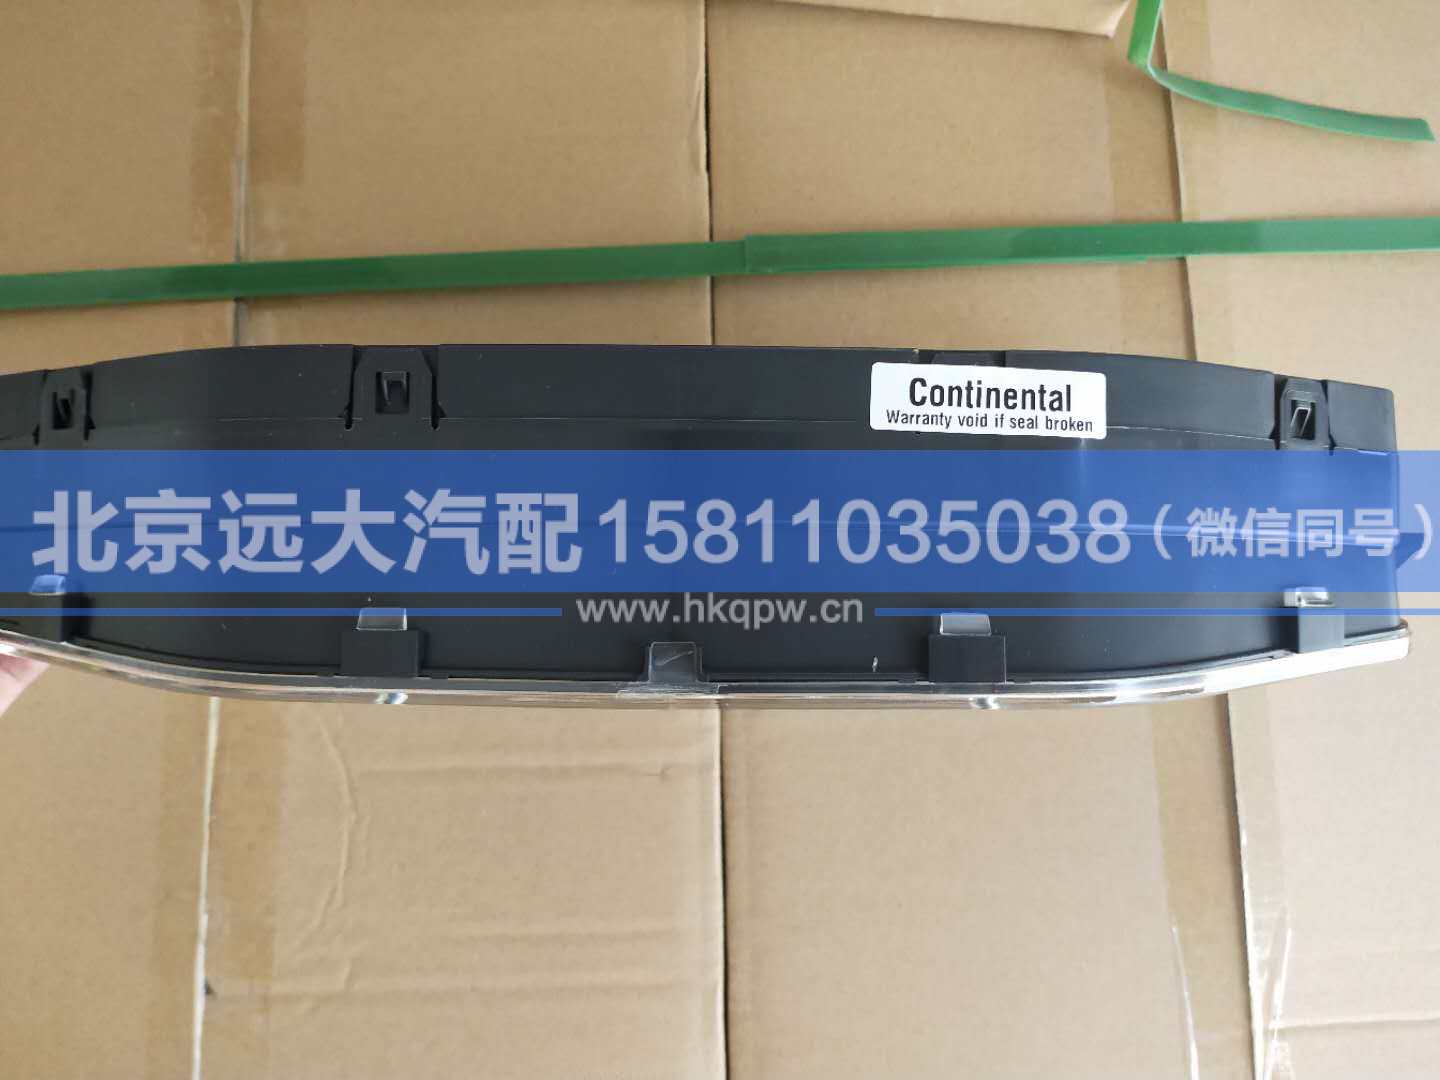 Continental
Warranty void if seal broken
北京远大汽配15811035038(微信同号)
www.hkqpw.cn